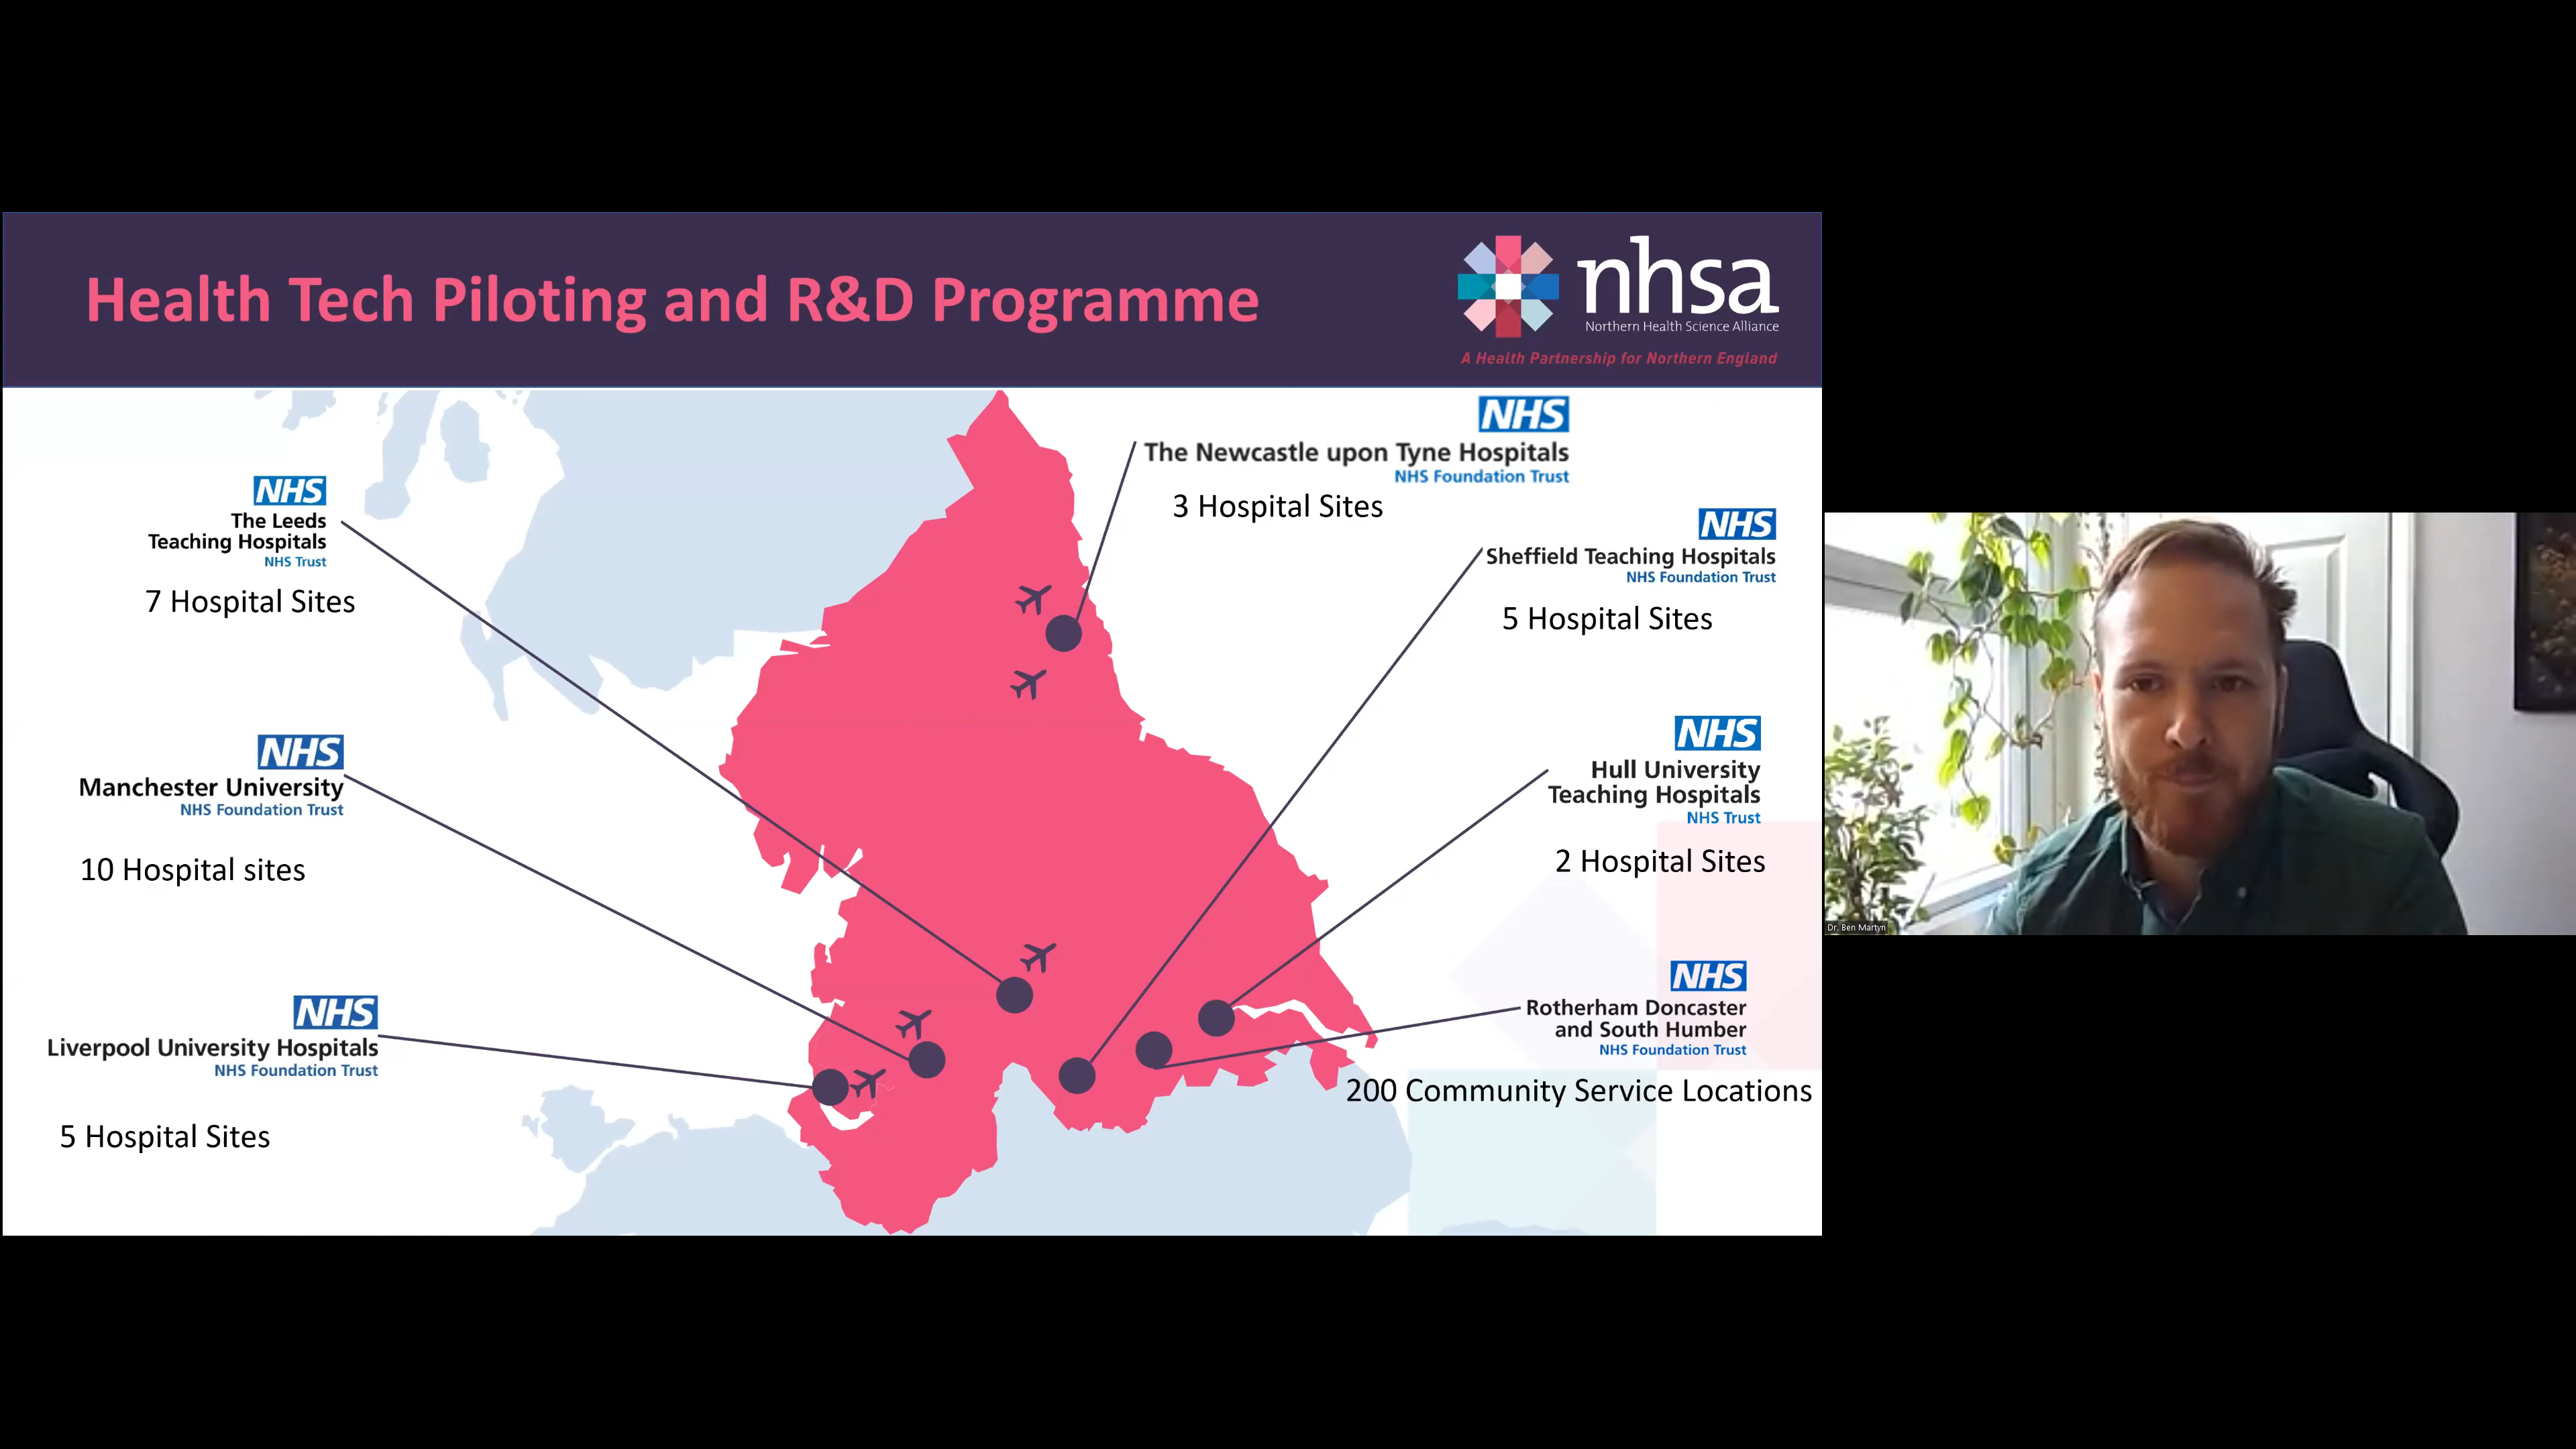 Health Tech Piloting and R&D Programme
nhsa
Northern Health Science Alliance
A Health Partnership for Northern England
NHS
The Newcastle upon Tyne Hospitals
NHS Foundation Trust
3 Hospital Sites
NHS
The Leeds
Teaching Hospitals
NHS Trust
7 Hospital Sites
NHS
Sheffield Teaching Hospitals
NHS Foundation Trust
5 Hospital Sites
NHS
Manchester University
NHS Foundation Trust
10 Hospital sites
NHS
Hull University
Teaching Hospitals
NHS Trust
2 Hospital Sites
NHS
Liverpool University Hospitals
NHS Foundation Trust
5 Hospital Sites
NHS
Rotherham Doncaster
and South Humber
NHS Foundation Trust
200 Community Service Locations
Dr. Ben Martyn